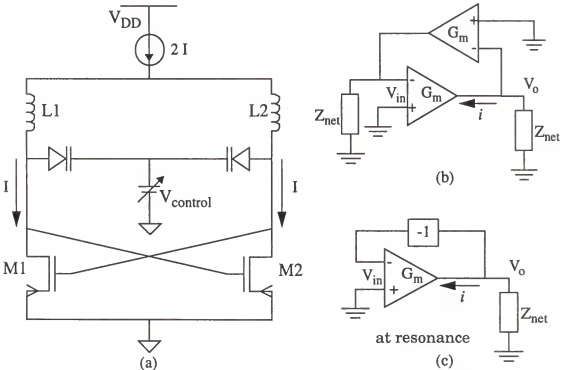 V_DD
2 I
L1
L2
I
I
V_control
M1
M2
(a)
G_m
+
-
-
V_in
G_m
+
V_o
i
Z_net
Z_net
(b)
-1
-
V_in
G_m
+
V_o
i
Z_net
at resonance
(c)